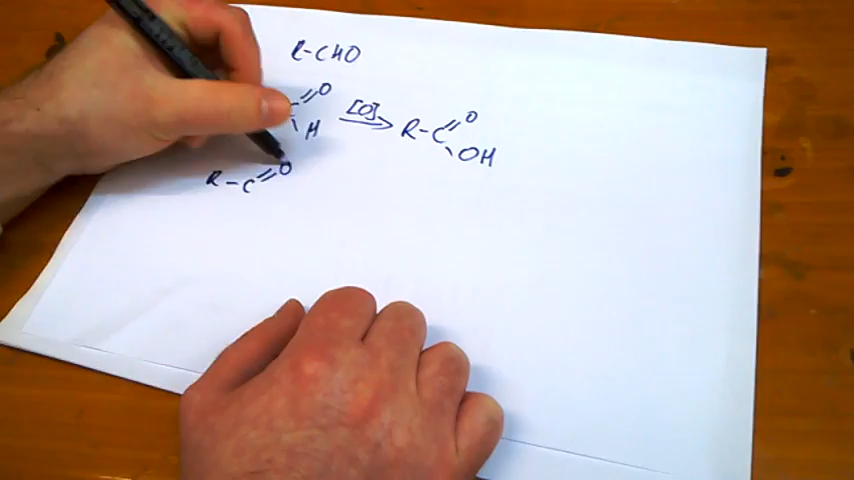 R-CHO
=O
H [O] → R-C=O
OH
R-C=O